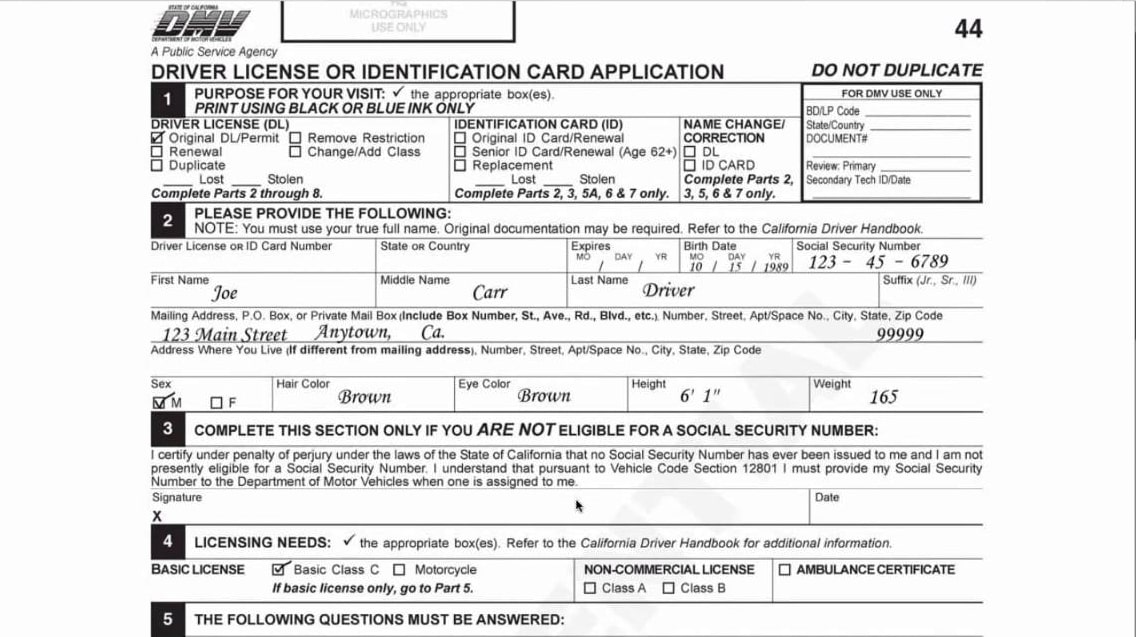 STATE OF CALIFORNIA
DMV
DEPARTMENT OF MOTOR VEHICLES
A Public Service Agency
HQ
MICROGRAPHICS
USE ONLY
44
DRIVER LICENSE OR IDENTIFICATION CARD APPLICATION DO NOT DUPLICATE
1 PURPOSE FOR YOUR VISIT: ✓ the appropriate box(es).
PRINT USING BLACK OR BLUE INK ONLY
DRIVER LICENSE (DL)
☑ Original DL/Permit ☐ Remove Restriction
☐ Renewal ☐ Change/Add Class
☐ Duplicate
____ Lost ____ Stolen
Complete Parts 2 through 8.
IDENTIFICATION CARD (ID)
☐ Original ID Card/Renewal
☐ Senior ID Card/Renewal (Age 62+)
☐ Replacement
____ Lost ____ Stolen
Complete Parts 2, 3, 5A, 6 & 7 only.
NAME CHANGE/
CORRECTION
☐ DL
☐ ID CARD
Complete Parts 2,
3, 5, 6 & 7 only.
FOR DMV USE ONLY
BD/LP Code
State/Country
DOCUMENT#
Review: Primary
Secondary Tech ID/Date
2 PLEASE PROVIDE THE FOLLOWING:
NOTE: You must use your true full name. Original documentation may be required. Refer to the California Driver Handbook.
Driver License OR ID Card Number State or Country Expires Birth Date Social Security Number
MO DAY YR MO DAY YR
/ / 10 / 15 / 1989 123 - 45 - 6789
First Name Middle Name Last Name Suffix (Jr., Sr., III)
Joe Carr Driver
Mailing Address, P.O. Box, or Private Mail Box (Include Box Number, St., Ave., Rd., Blvd., etc.), Number, Street, Apt/Space No., City, State, Zip Code
123 Main Street Anytown, Ca. 99999
Address Where You Live (If different from mailing address), Number, Street, Apt/Space No., City, State, Zip Code
Sex Hair Color Eye Color Height Weight
☑ M ☐ F Brown Brown 6' 1" 165
3 COMPLETE THIS SECTION ONLY IF YOU ARE NOT ELIGIBLE FOR A SOCIAL SECURITY NUMBER:
I certify under penalty of perjury under the laws of the State of California that no Social Security Number has ever been issued to me and I am not
presently eligible for a Social Security Number. I understand that pursuant to Vehicle Code Section 12801 I must provide my Social Security
Number to the Department of Motor Vehicles when one is assigned to me.
Signature Date
X
4 LICENSING NEEDS: ✓ the appropriate box(es). Refer to the California Driver Handbook for additional information.
BASIC LICENSE ☑ Basic Class C ☐ Motorcycle
If basic license only, go to Part 5.
NON-COMMERCIAL LICENSE
☐ Class A ☐ Class B
☐ AMBULANCE CERTIFICATE
5 THE FOLLOWING QUESTIONS MUST BE ANSWERED: